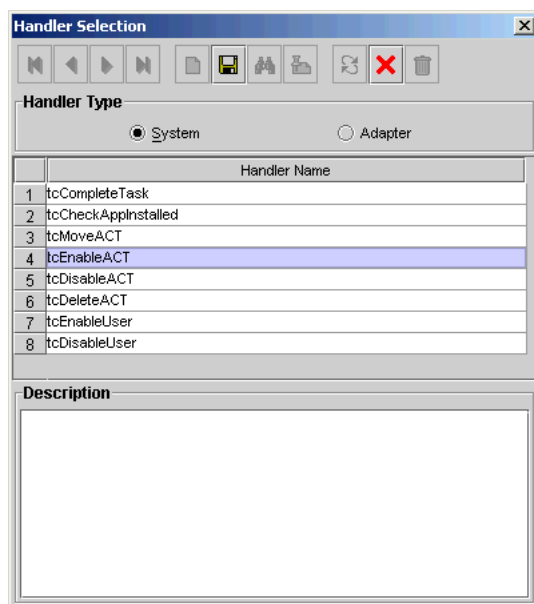 Handler Selection
Handler Type
System Adapter
Handler Name
1 tcCompleteTask
2 tcCheckAppInstalled
3 tcMoveACT
4 tcEnableACT
5 tcDisableACT
6 tcDeleteACT
7 tcEnableUser
8 tcDisableUser
Description